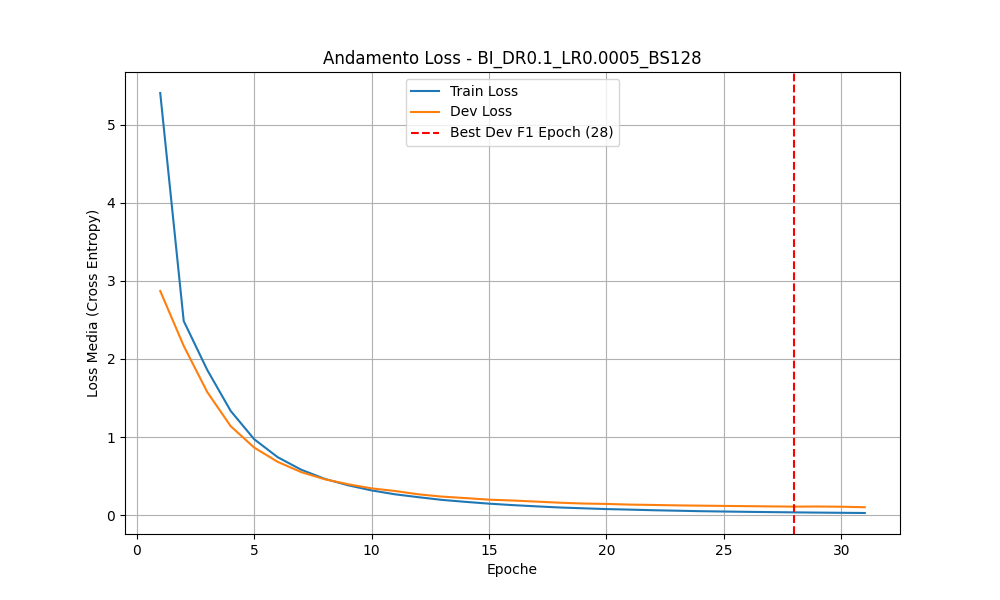 Andamento Loss - BI_DR0.1_LR0.0005_BS128
Train Loss
Dev Loss
Best Dev F1 Epoch (28)
Loss Media (Cross Entropy)
5
4
3
2
1
0
0 5 10 15 20 25 30
Epoche